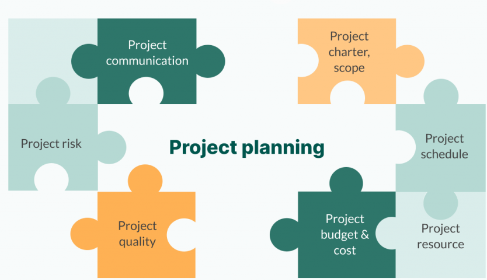 Project
communication
Project
charter,
scope
Project risk
Project planning
Project
schedule
Project
quality
Project
budget &
cost
Project
resource